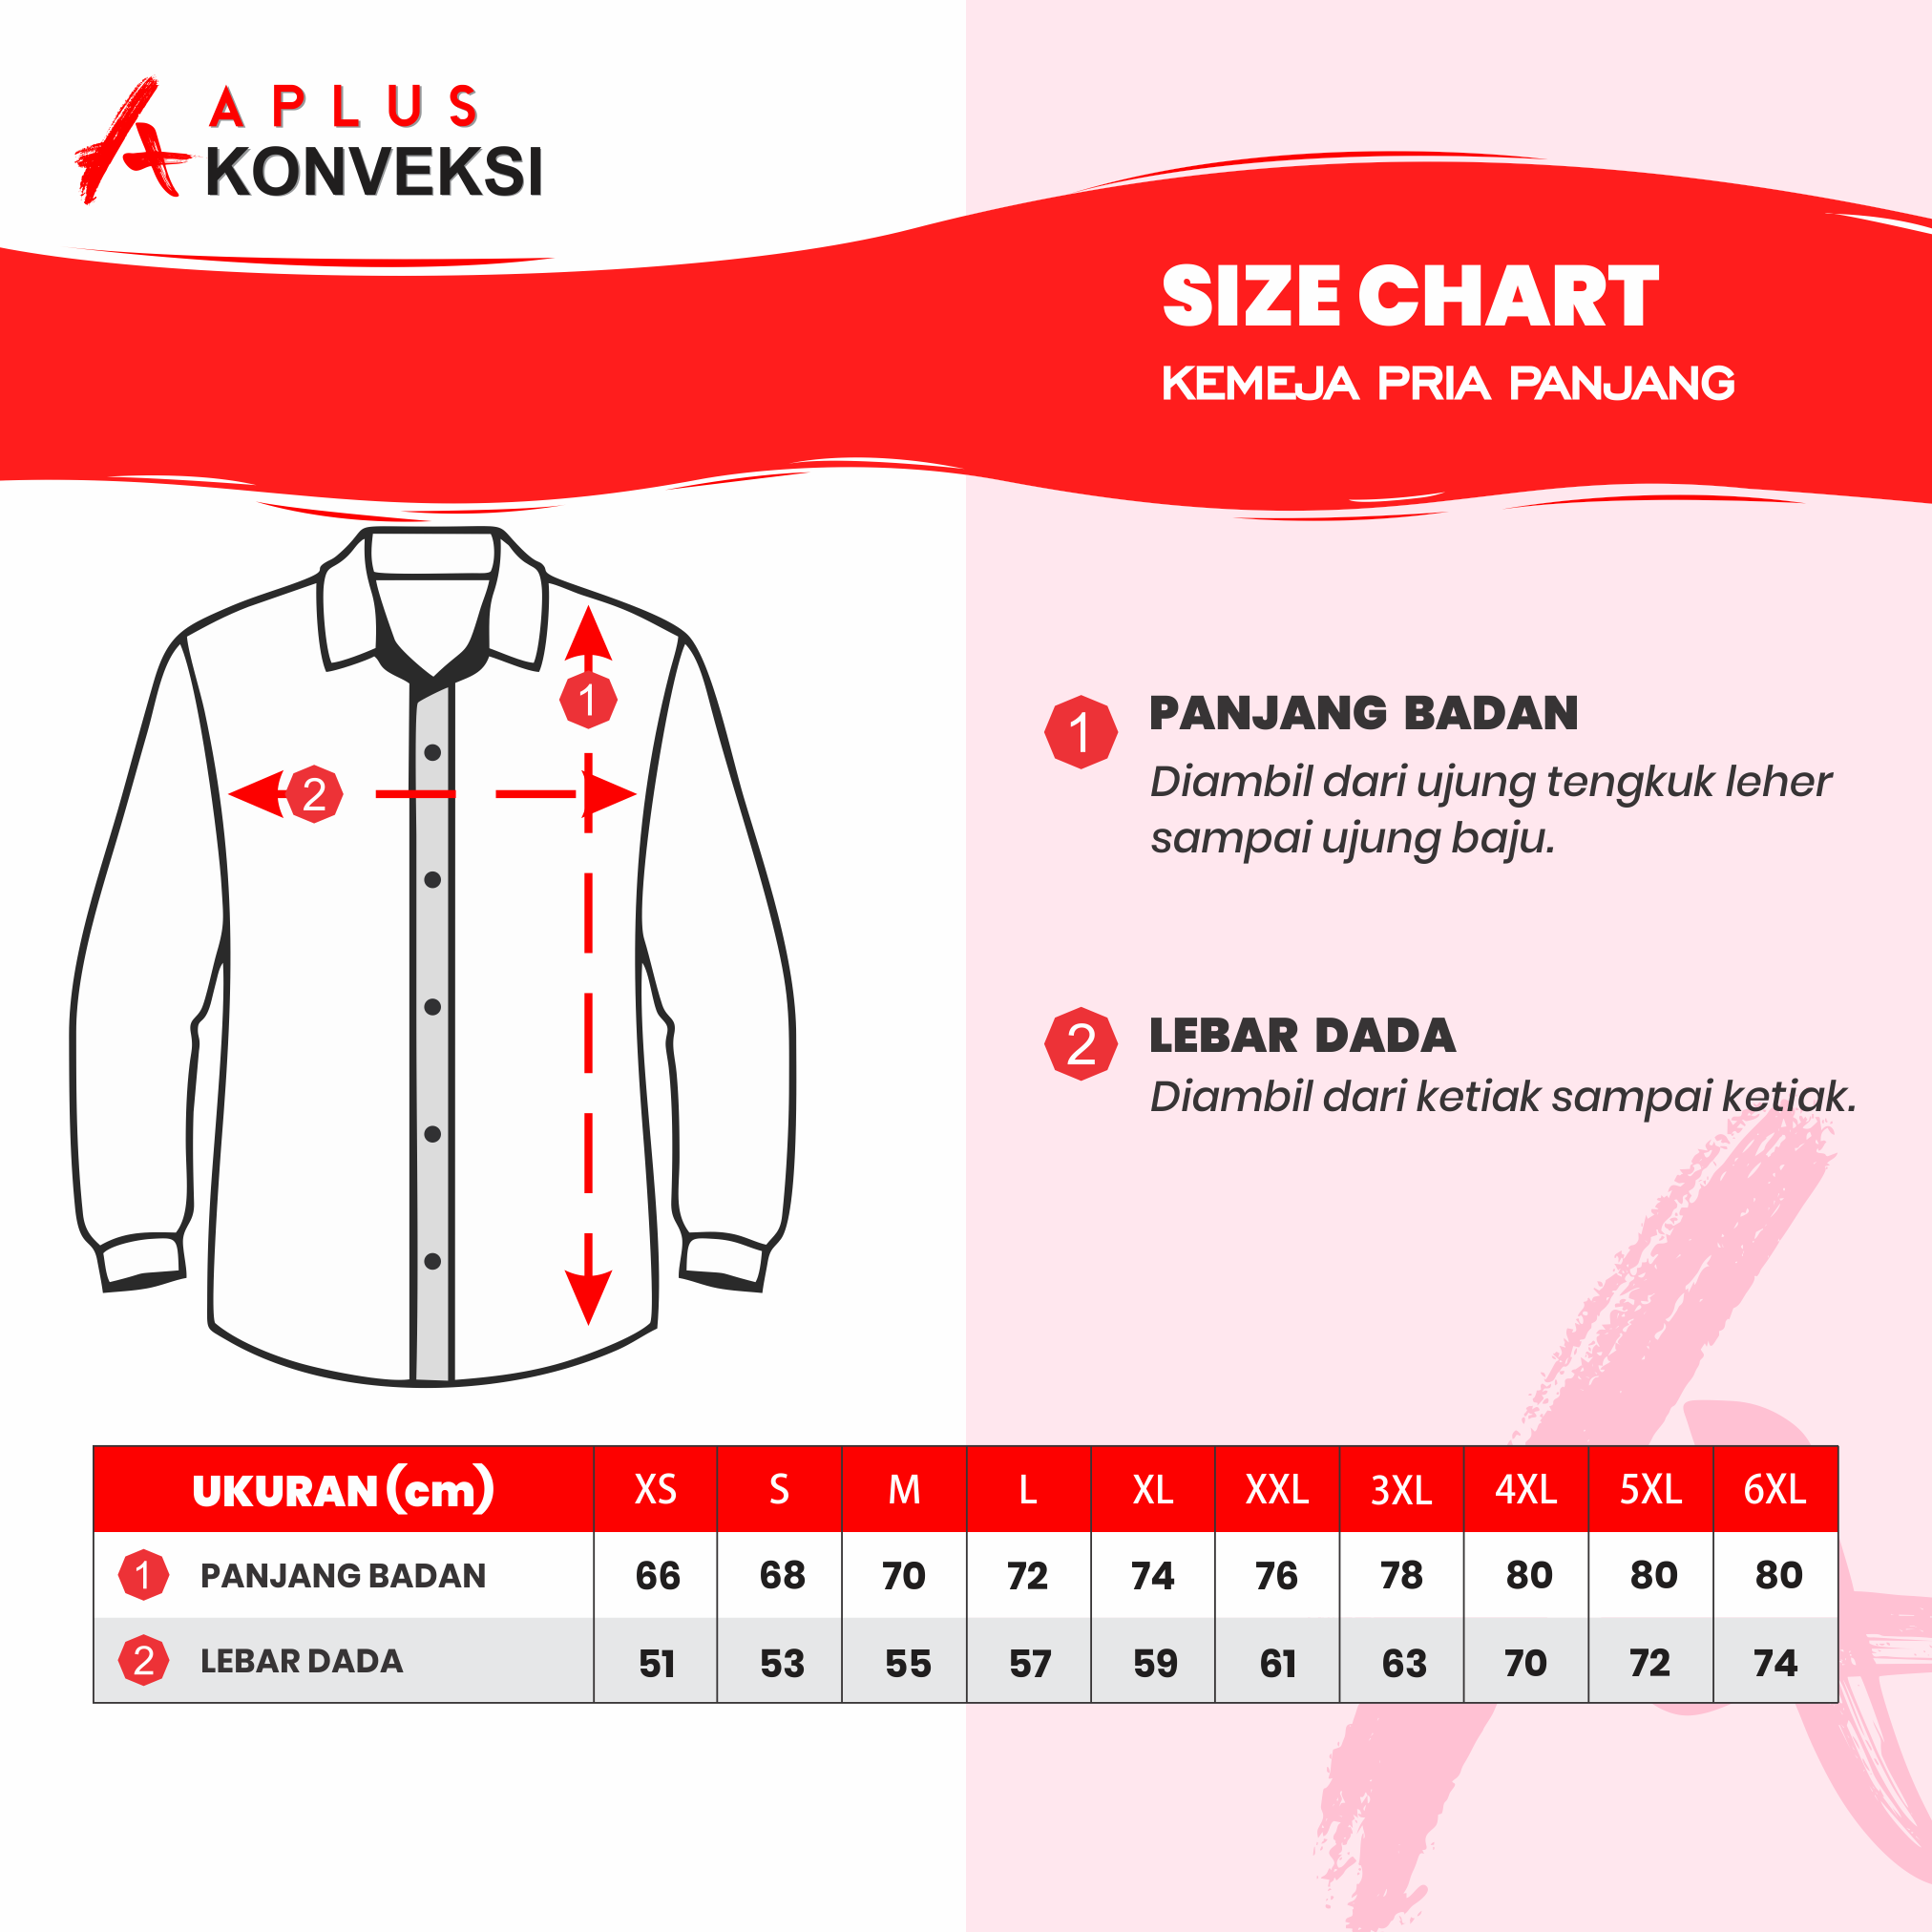 APLUS
KONVEKSI
SIZE CHART
KEMEJA PRIA PANJANG
1
2
1 PANJANG BADAN
Diambil dari ujung tengkuk leher
sampai ujung baju.
2 LEBAR DADA
Diambil dari ketiak sampai ketiak.
UKURAN (cm) XS S M L XL XXL 3XL 4XL 5XL 6XL
1 PANJANG BADAN 66 68 70 72 74 76 78 80 80 80
2 LEBAR DADA 51 53 55 57 59 61 63 70 72 74